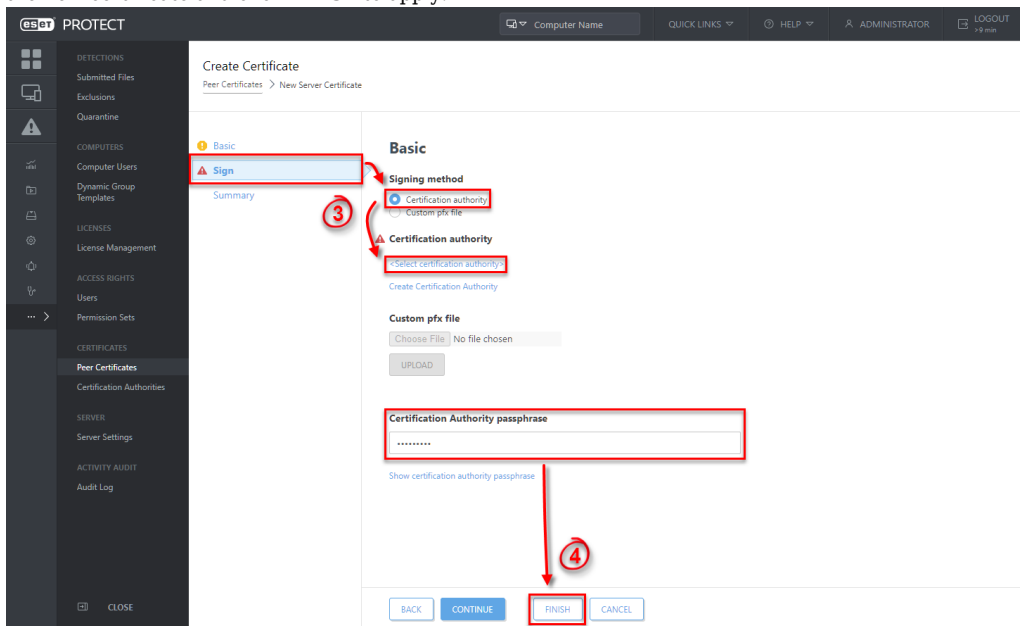 eset PROTECT
Computer Name
QUICK LINKS
HELP
ADMINISTRATOR
LOGOUT
>9 min
DETECTIONS
Submitted Files
Exclusions
Quarantine
COMPUTERS
Computer Users
Dynamic Group
Templates
LICENSES
License Management
ACCESS RIGHTS
Users
Permission Sets
CERTIFICATES
Peer Certificates
Certification Authorities
SERVER
Server Settings
ACTIVITY AUDIT
Audit Log
CLOSE
Create Certificate
Peer Certificates > New Server Certificate
Basic
Sign
Summary
3
Basic
Signing method
Certification authority
Custom pfx file
Certification authority
<Select certification authority>
Create Certification Authority
Custom pfx file
Choose File No file chosen
UPLOAD
Certification Authority passphrase
•••••••••
Show certification authority passphrase
4
BACK
CONTINUE
FINISH
CANCEL